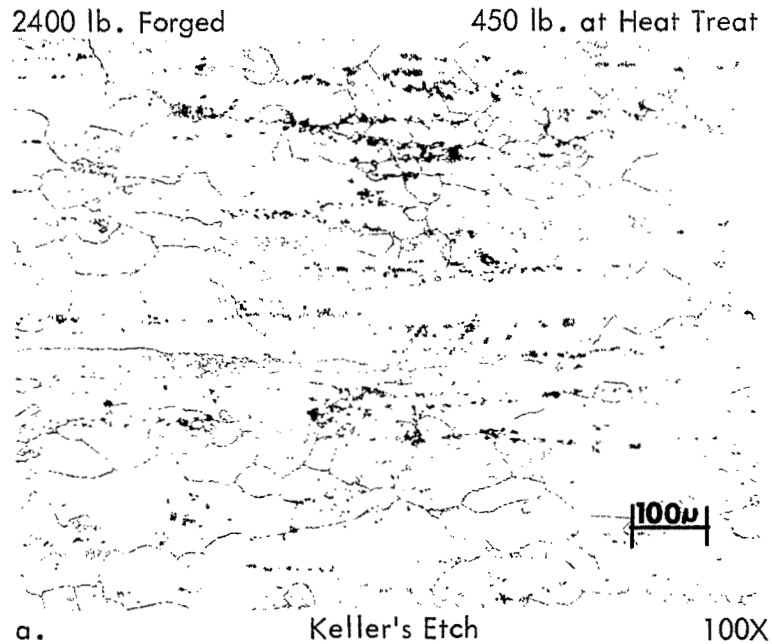 2400 lb. Forged 450 lb. at Heat Treat
100μ
a. Keller's Etch 100X